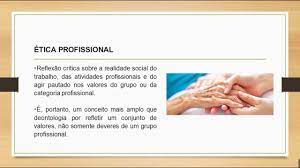 ÉTICA PROFISSIONAL
•Reflexão crítica sobre a realidade social do
trabalho, das atividades profissionais e do
agir pautado nos valores do grupo ou da
categoria profissional.
•É, portanto, um conceito mais amplo que
deontologia por refletir um conjunto de
valores, não somente deveres de um grupo
profissional.